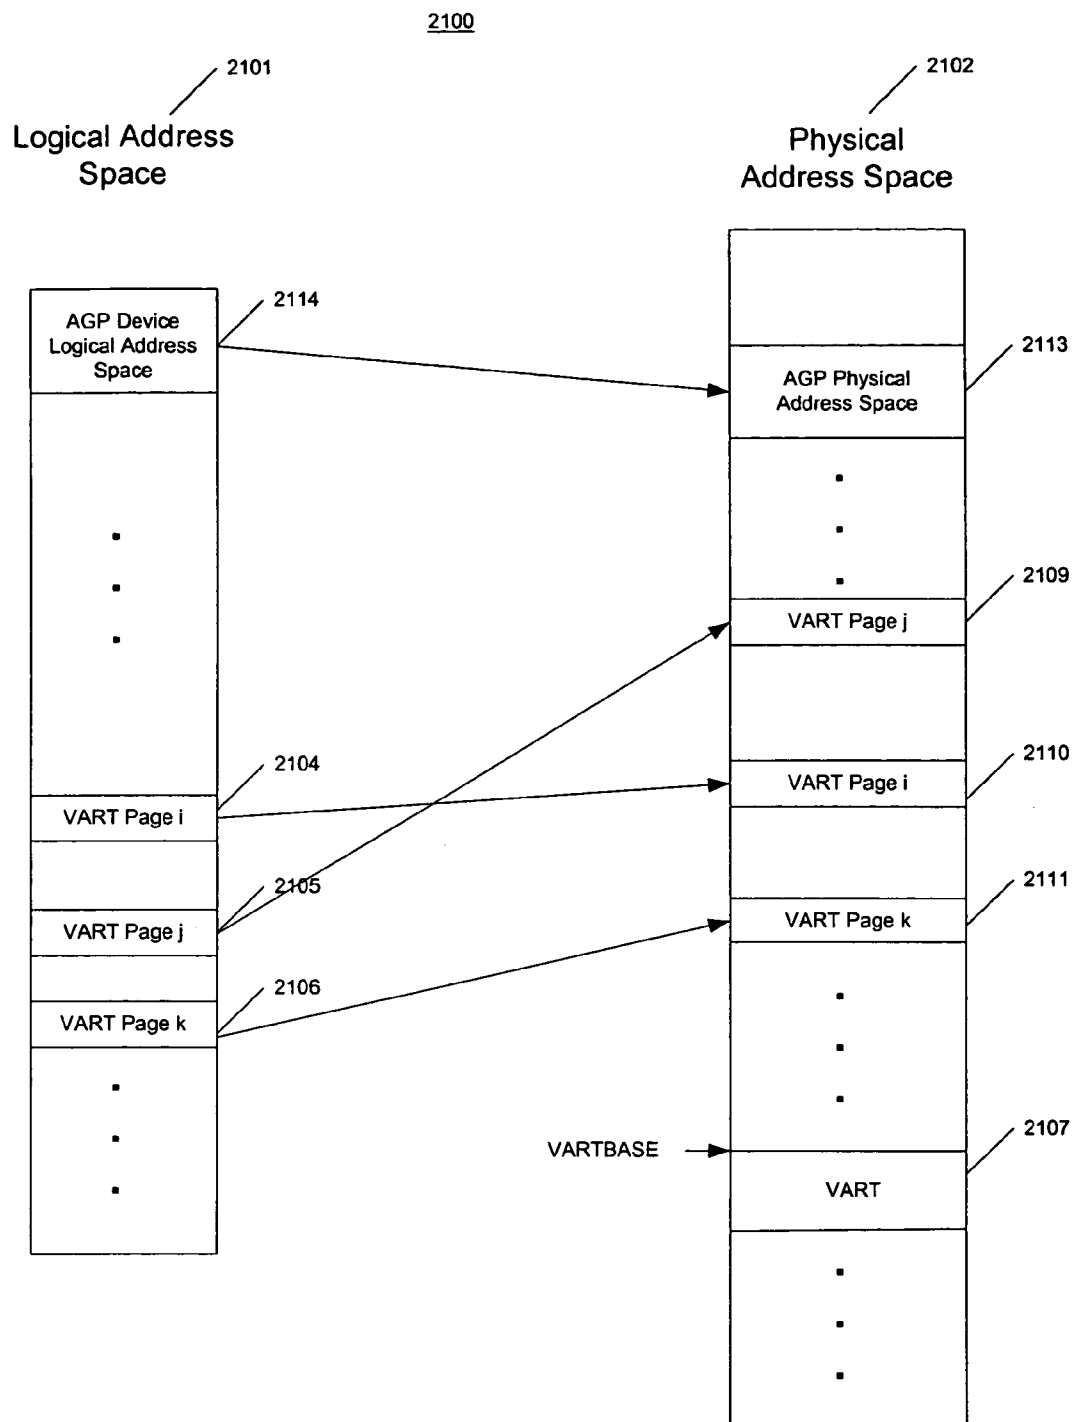 2100
2101
2102
Logical Address
Space
Physical
Address Space
2114
AGP Device
Logical Address
Space
2113
AGP Physical
Address Space
2109
VART Page j
2104
2110
VART Page i
VART Page i
2105
2111
VART Page j
VART Page k
2106
VART Page k
2107
VARTBASE
VART